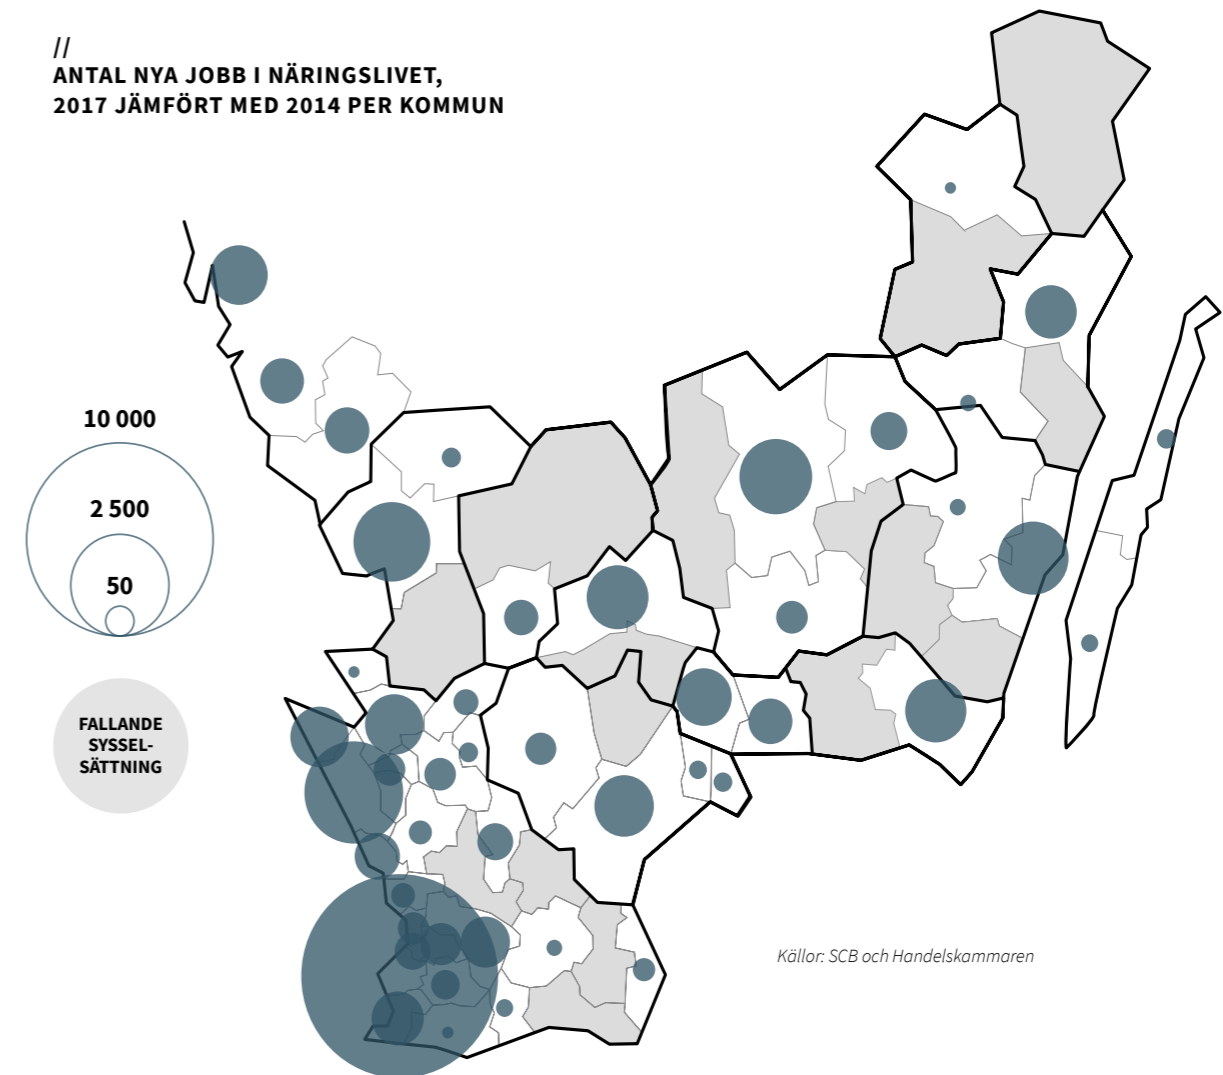 //
ANTAL NYA JOBB I NÄRINGSLIVET,
2017 JÄMFÖRT MED 2014 PER KOMMUN
10 000
2 500
50
FALLANDE
SYSSEL-
SÄTTNING
Källor: SCB och Handelskammaren